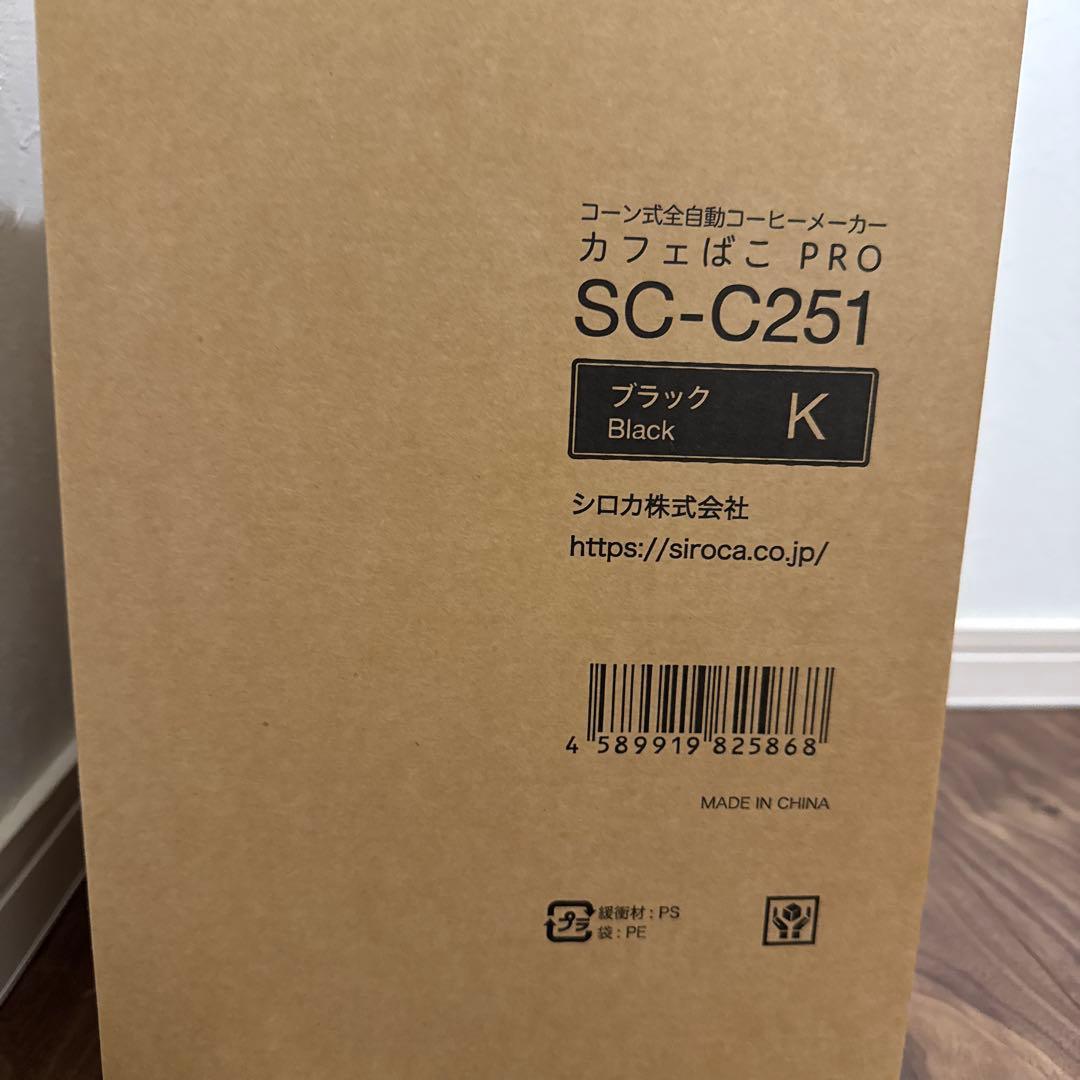 コーン式全自動コーヒーメーカー
カフェばこ PRO
SC-C251
ブラック
Black
K
シロカ株式会社
https://siroca.co.jp/
4 589919 825868
MADE IN CHINA
プラ
緩衝材 : PS
袋 : PE